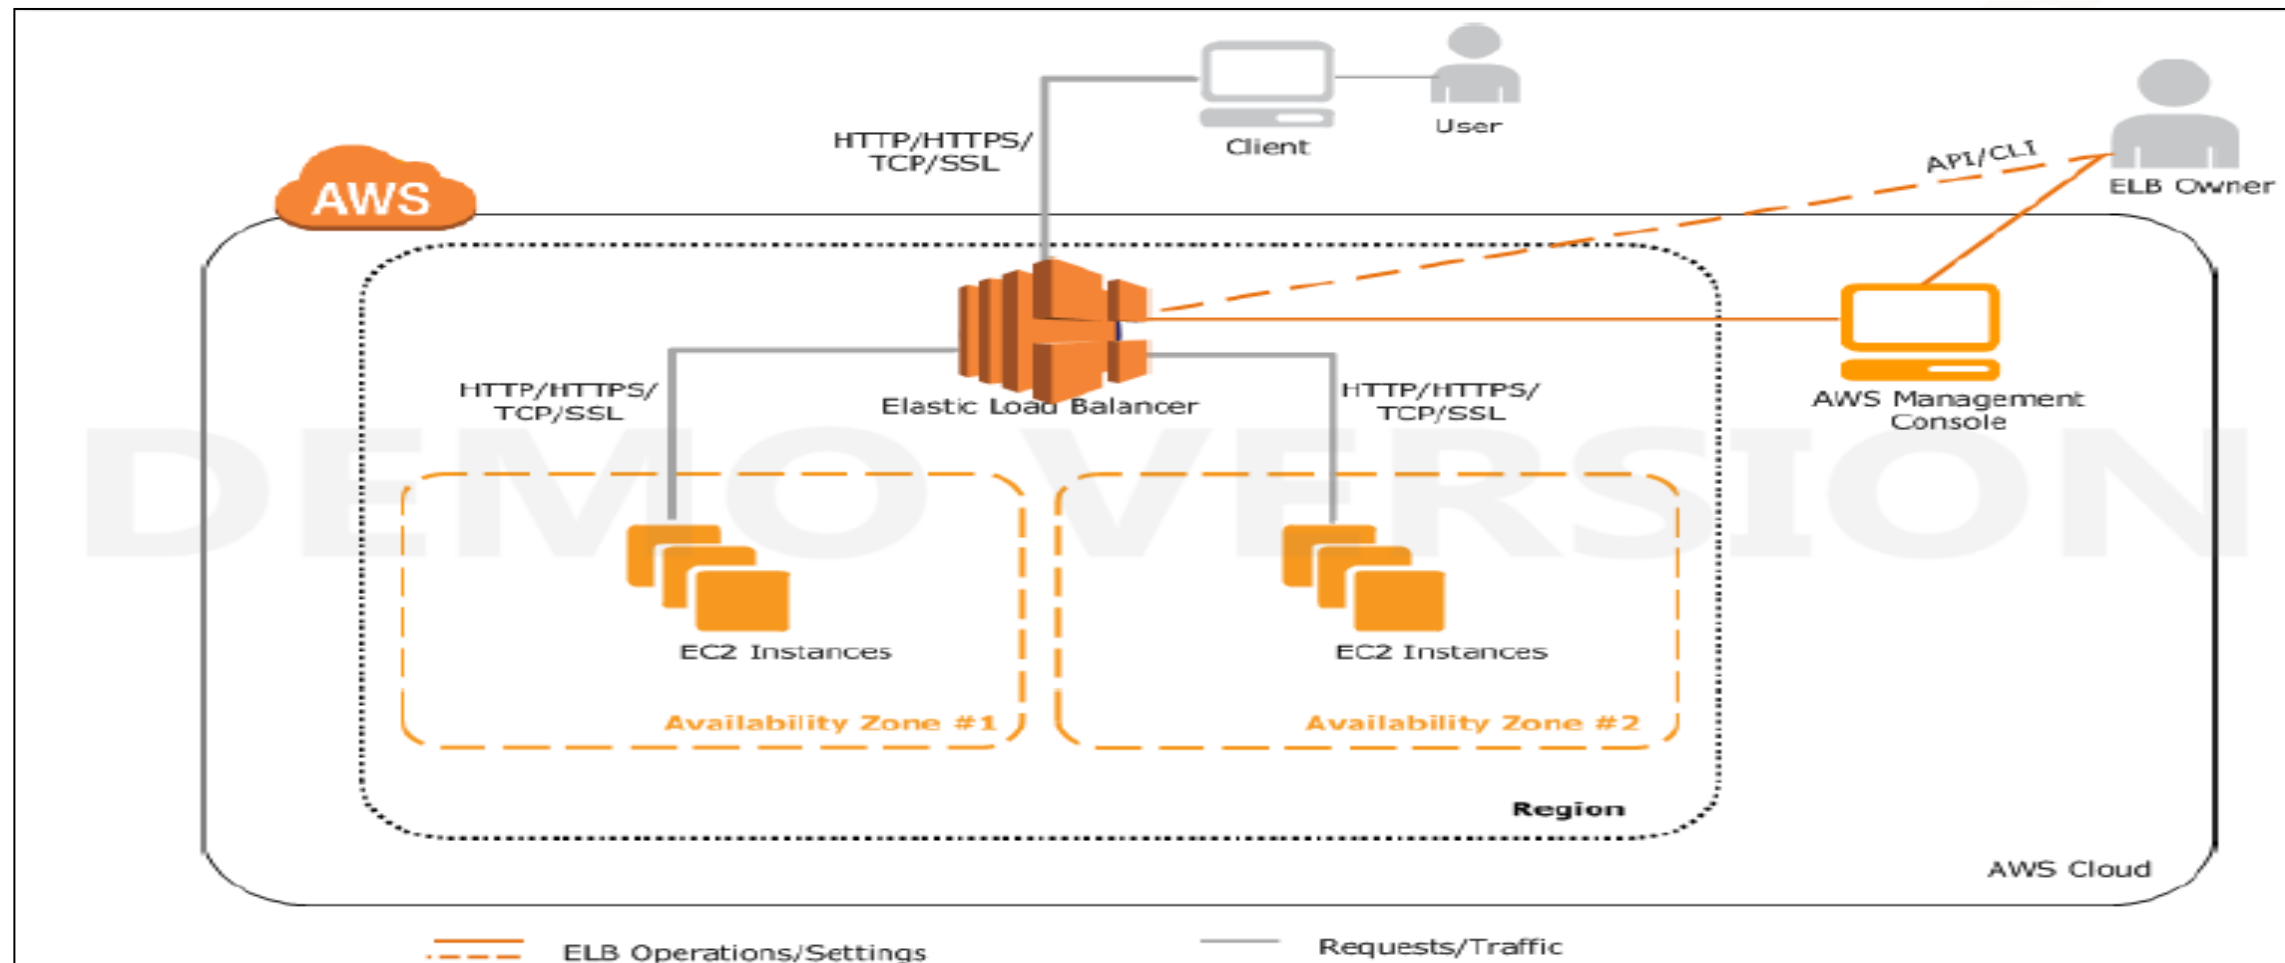 User
Client
HTTP/HTTPS/
TCP/SSL
API/CLI
ELB Owner
AWS
HTTP/HTTPS/
TCP/SSL
Elastic Load Balancer
HTTP/HTTPS/
TCP/SSL
AWS Management
Console
DEMO VERSION
EC2 Instances
EC2 Instances
Availability Zone #1
Availability Zone #2
Region
AWS Cloud
ELB Operations/Settings
Requests/Traffic